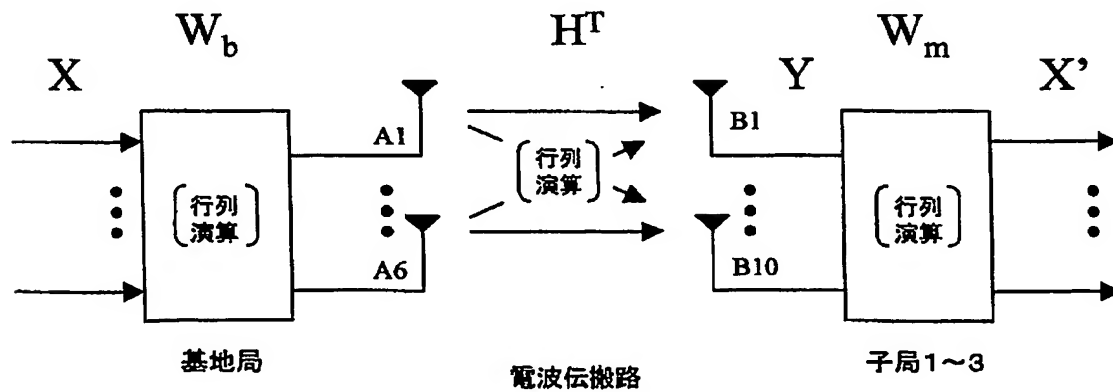 X
W_b
H^T
Y
W_m
X’
A1
A6
B1
B10
行列
演算
行列
演算
行列
演算
基地局
電波伝搬路
子局1～3